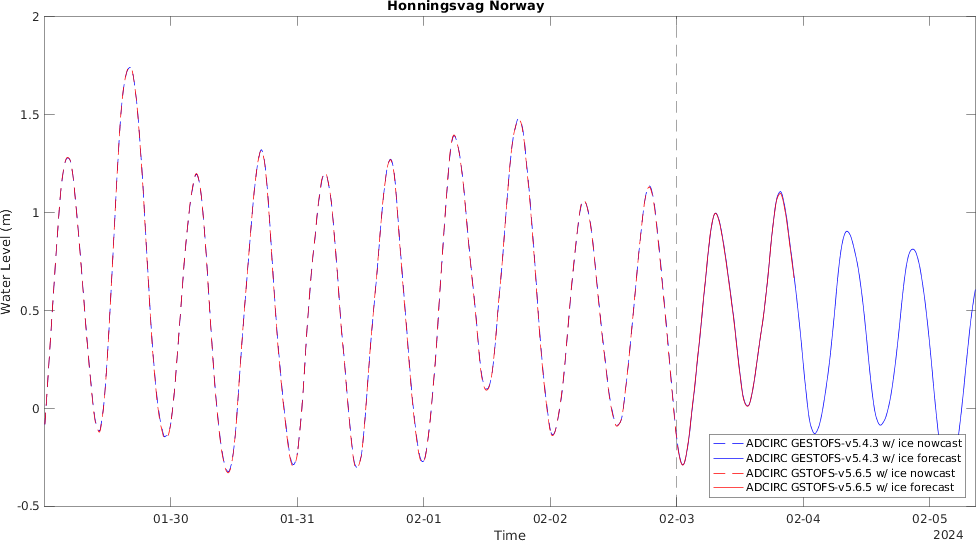 Honningsvag Norway
2
1.5
1
0.5
0
-0.5
Water Level (m)
01-30
01-31
02-01
02-02
02-03
02-04
02-05
Time
2024
ADCIRC GESTOFS-v5.4.3 w/ ice nowcast
ADCIRC GESTOFS-v5.4.3 w/ ice forecast
ADCIRC GSTOFS-v5.6.5 w/ ice nowcast
ADCIRC GSTOFS-v5.6.5 w/ ice forecast